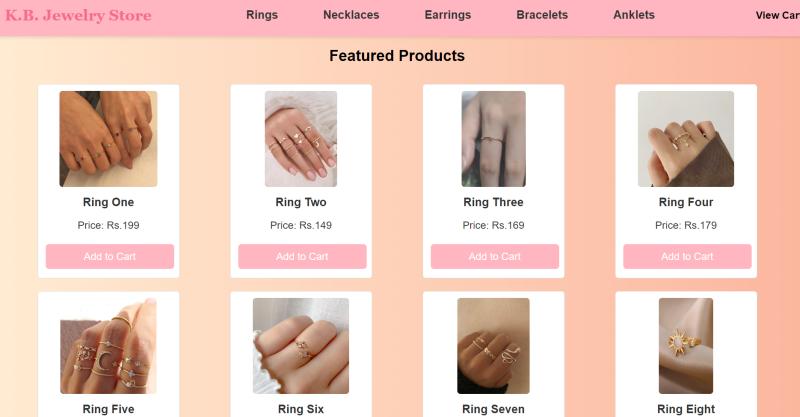 K.B. Jewelry Store Rings Necklaces Earrings Bracelets Anklets View Car
Featured Products
Ring One Ring Two Ring Three Ring Four
Price: Rs.199 Price: Rs.149 Price: Rs.169 Price: Rs.179
Add to Cart Add to Cart Add to Cart Add to Cart
Ring Five Ring Six Ring Seven Ring Eight